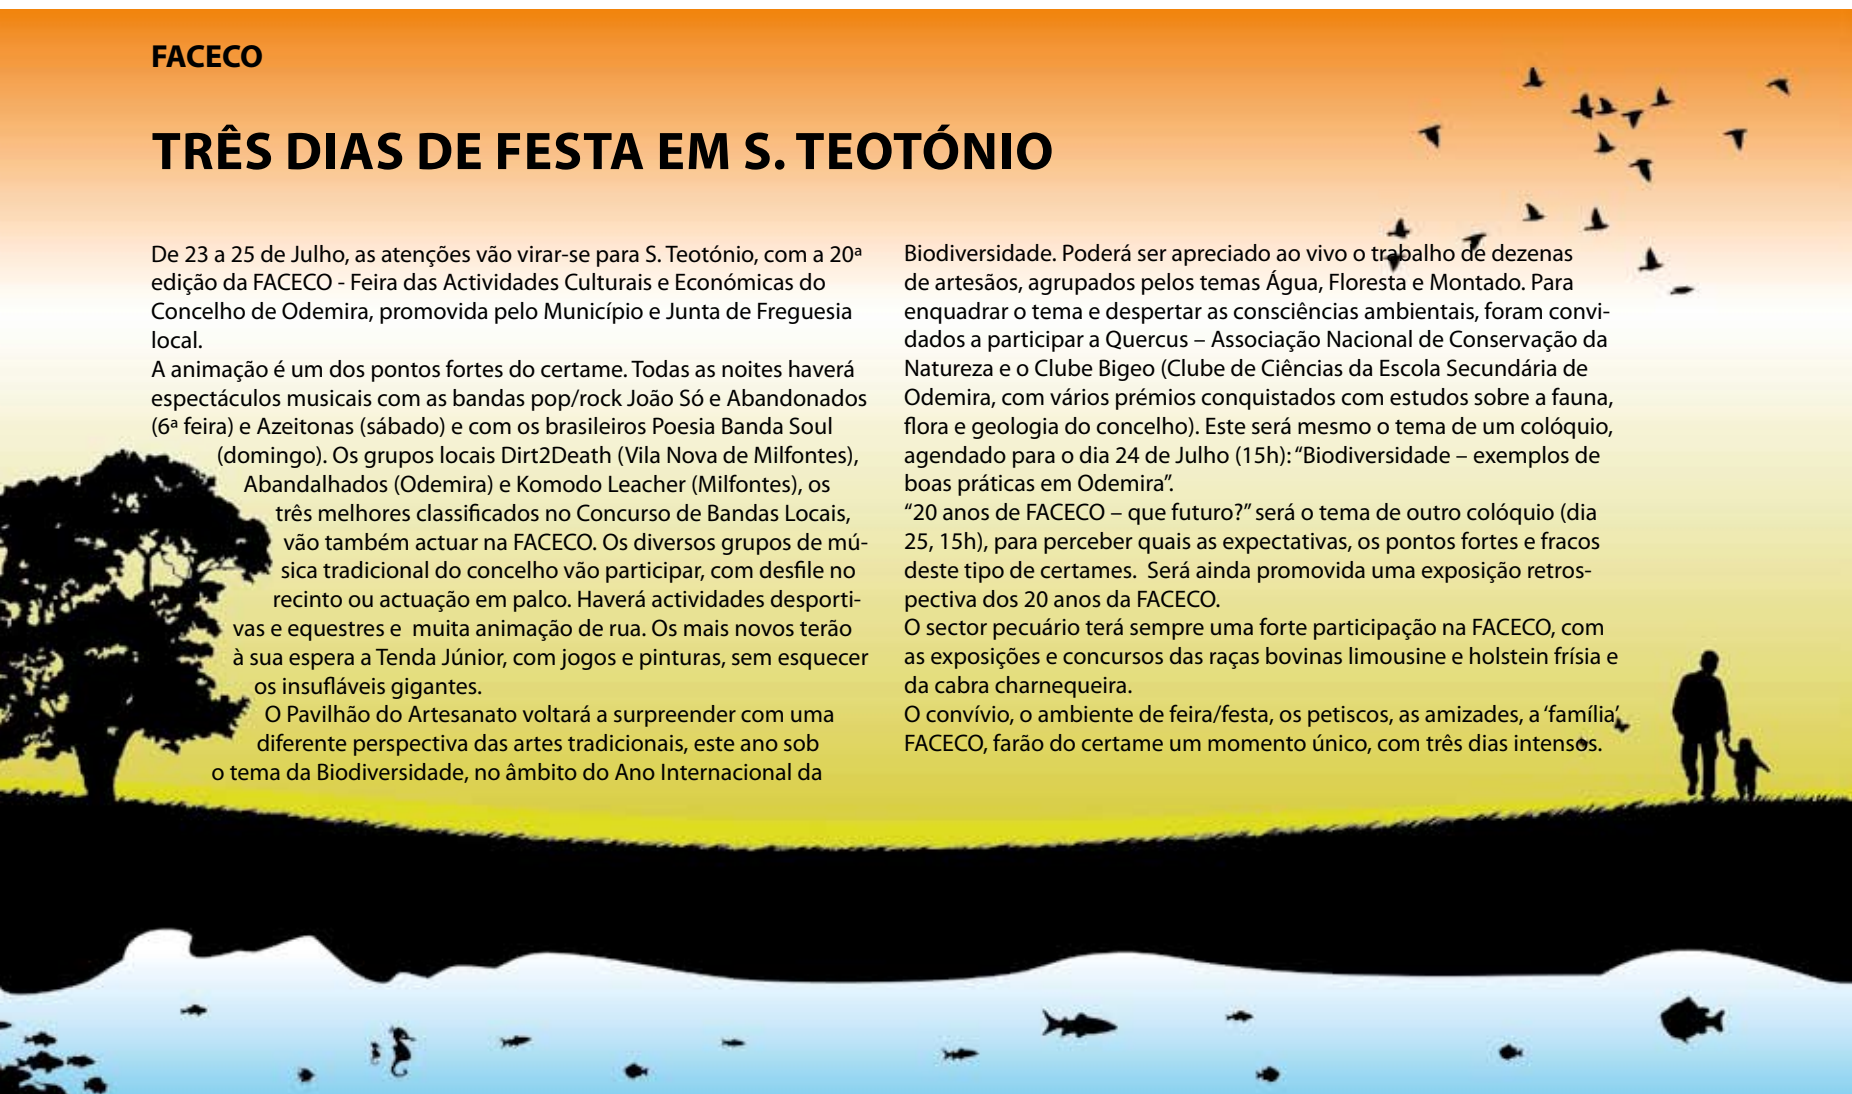 FACECO
TRÊS DIAS DE FESTA EM S. TEOTÓNIO
De 23 a 25 de Julho, as atenções vão virar-se para S. Teotónio, com a 20ª
edição da FACECO - Feira das Actividades Culturais e Económicas do
Concelho de Odemira, promovida pelo Município e Junta de Freguesia
local.
A animação é um dos pontos fortes do certame. Todas as noites haverá
espectáculos musicais com as bandas pop/rock João Só e Abandonados
(6ª feira) e Azeitonas (sábado) e com os brasileiros Poesia Banda Soul
(domingo). Os grupos locais Dirt2Death (Vila Nova de Milfontes),
Abandalhados (Odemira) e Komodo Leacher (Milfontes), os
três melhores classificados no Concurso de Bandas Locais,
vão também actuar na FACECO. Os diversos grupos de mú-
sica tradicional do concelho vão participar, com desfile no
recinto ou actuação em palco. Haverá actividades desporti-
vas e equestres e  muita animação de rua. Os mais novos terão
à sua espera a Tenda Júnior, com jogos e pinturas, sem esquecer
os insufláveis gigantes.
O Pavilhão do Artesanato voltará a surpreender com uma
diferente perspectiva das artes tradicionais, este ano sob
o tema da Biodiversidade, no âmbito do Ano Internacional da
Biodiversidade. Poderá ser apreciado ao vivo o trabalho de dezenas
de artesãos, agrupados pelos temas Água, Floresta e Montado. Para
enquadrar o tema e despertar as consciências ambientais, foram convi-
dados a participar a Quercus – Associação Nacional de Conservação da
Natureza e o Clube Bigeo (Clube de Ciências da Escola Secundária de
Odemira, com vários prémios conquistados com estudos sobre a fauna,
flora e geologia do concelho). Este será mesmo o tema de um colóquio,
agendado para o dia 24 de Julho (15h): “Biodiversidade – exemplos de
boas práticas em Odemira”.
“20 anos de FACECO – que futuro?” será o tema de outro colóquio (dia
25, 15h), para perceber quais as expectativas, os pontos fortes e fracos
deste tipo de certames.  Será ainda promovida uma exposição retros-
pectiva dos 20 anos da FACECO.
O sector pecuário terá sempre uma forte participação na FACECO, com
as exposições e concursos das raças bovinas limousine e holstein frísia e
da cabra charnequeira.
O convívio, o ambiente de feira/festa, os petiscos, as amizades, a ‘família’
FACECO, farão do certame um momento único, com três dias intensos.